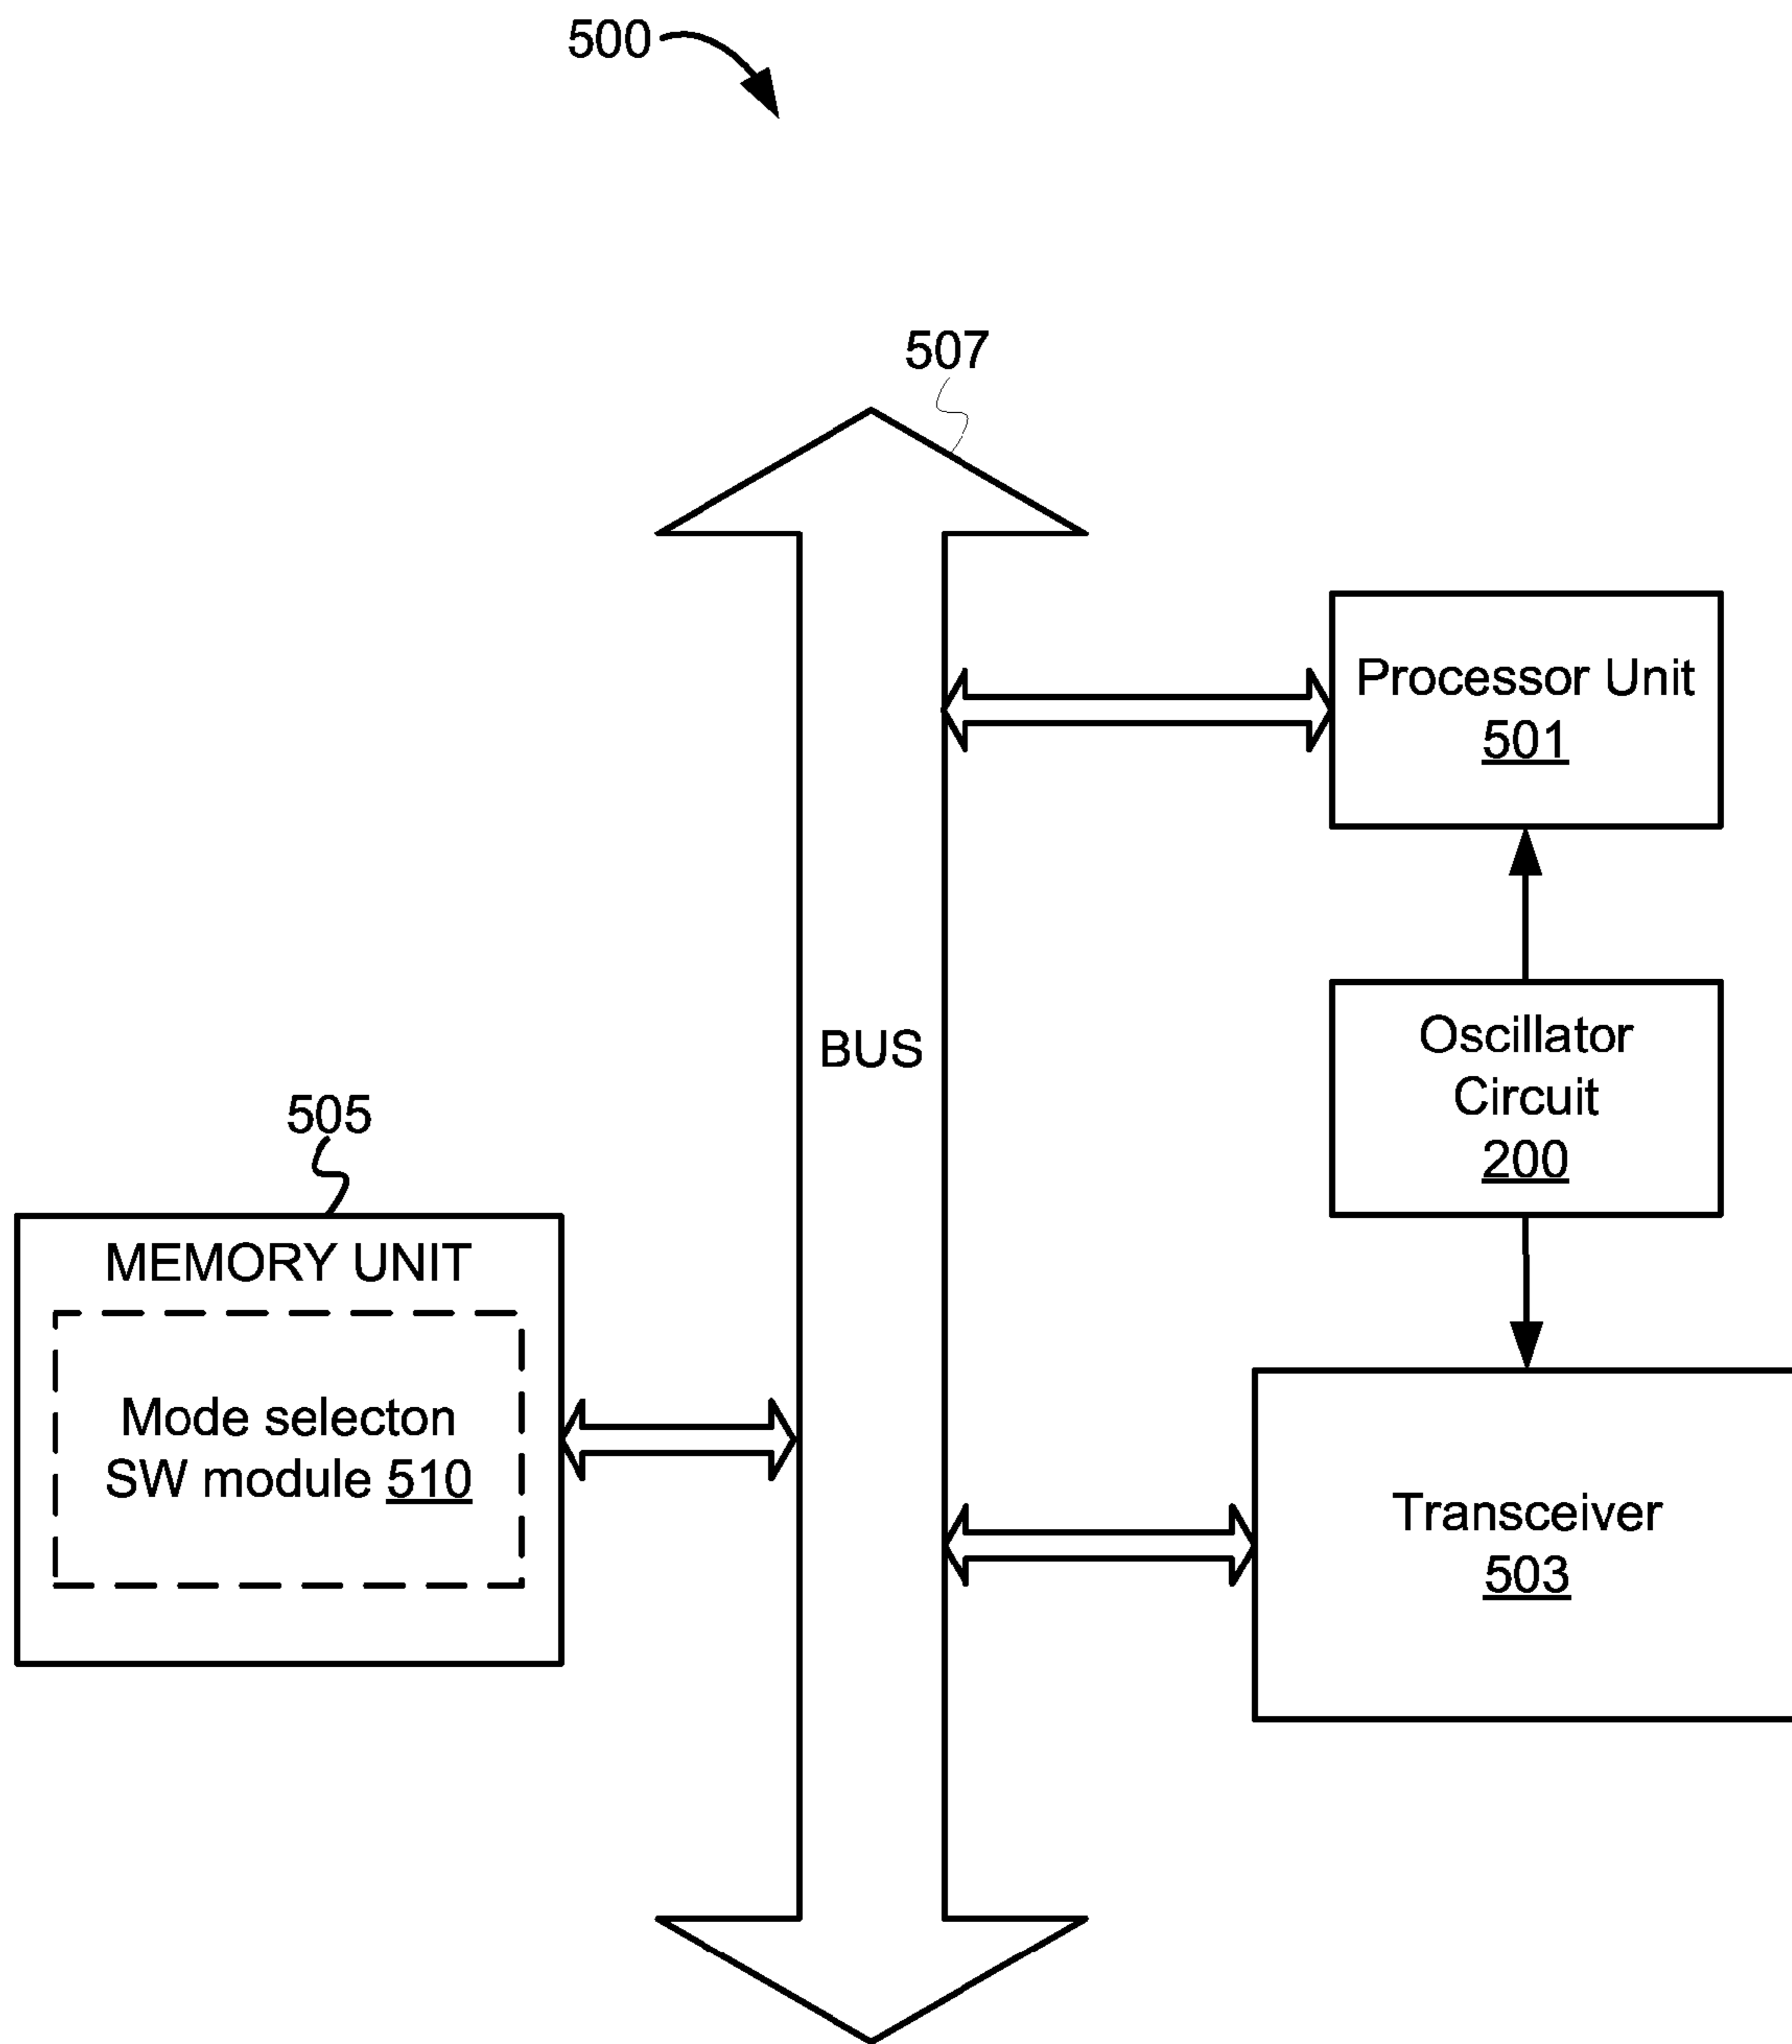 500
507
Processor Unit
501
Oscillator
Circuit
200
BUS
505
MEMORY UNIT
Mode selecton
SW module 510
Transceiver
503